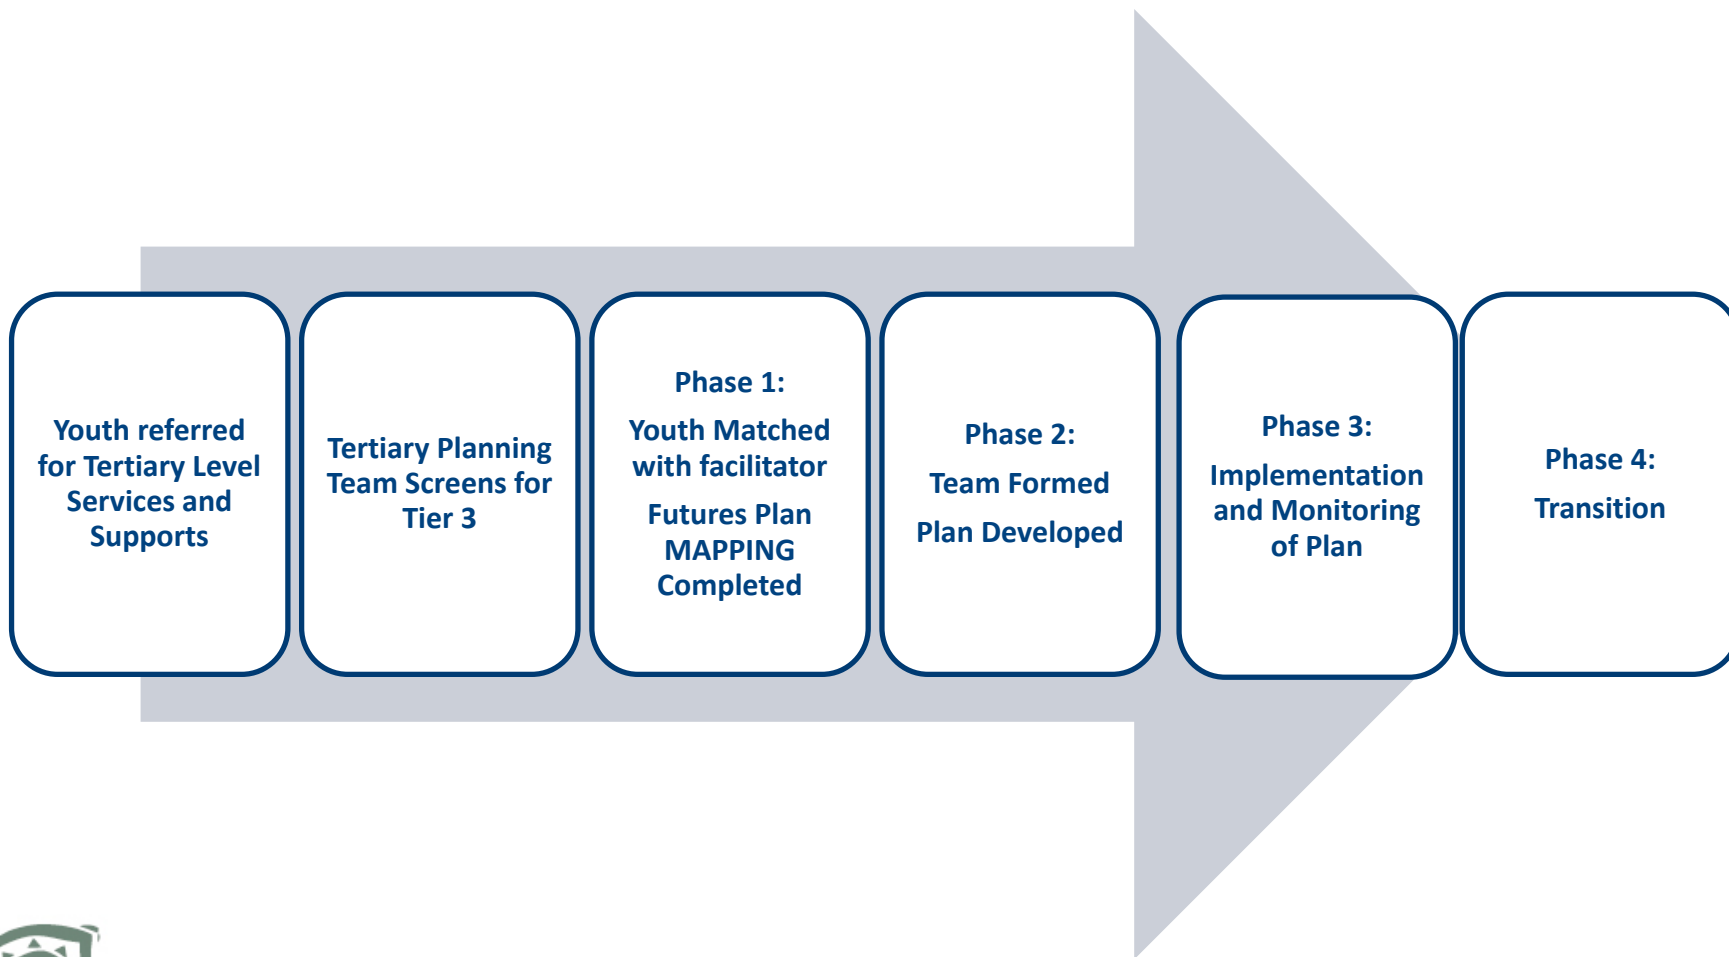 Youth referred
for Tertiary Level
Services and
Supports
Tertiary Planning
Team Screens for
Tier 3
Phase 1:
Youth Matched
with facilitator
Futures Plan
MAPPING
Completed
Phase 2:
Team Formed
Plan Developed
Phase 3:
Implementation
and Monitoring
of Plan
Phase 4:
Transition